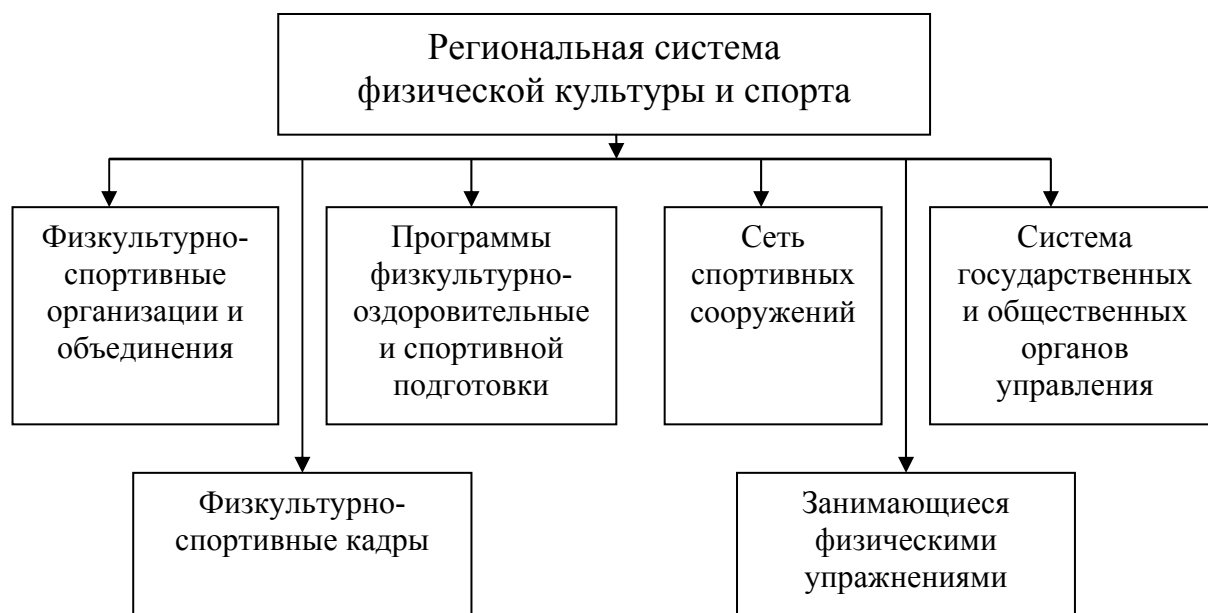 Региональная система
физической культуры и спорта
Физкультурно-
спортивные
организации и
объединения
Программы
физкультурно-
оздоровительные
и спортивной
подготовки
Сеть
спортивных
сооружений
Система
государственных
и общественных
органов
управления
Физкультурно-
спортивные кадры
Занимающиеся
физическими
упражнениями